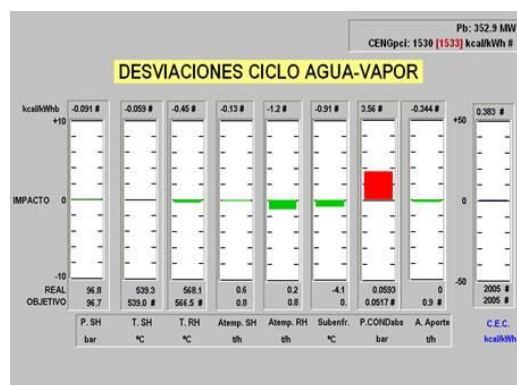 Pb: 352.9 MW
CENGpci: 1530 [1533] kcal/kWh #
DESVIACIONES CICLO AGUA-VAPOR
kcal/kWhb -0.091 # -0.059 # -0.45 # -0.13 # -1.2 # -0.91 # 3.56 # -0.344 # 0.383 #
+10 +50
IMPACTO 0 0
-10 -50
REAL 96.8 539.3 568.1 0.6 0.2 -4.1 0.0593 0 2005 #
OBJETIVO 96.7 539.0 # 566.5 # 0.8 0.8 0. 0.0517 # 0.9 # 2005 #
P. SH T. SH T. RH Atemp. SH Atemp. RH Subenfr. P.CONDabs A. Aporte C.E.C.
bar ºC ºC t/h t/h ºC bar t/h kcal/kWh